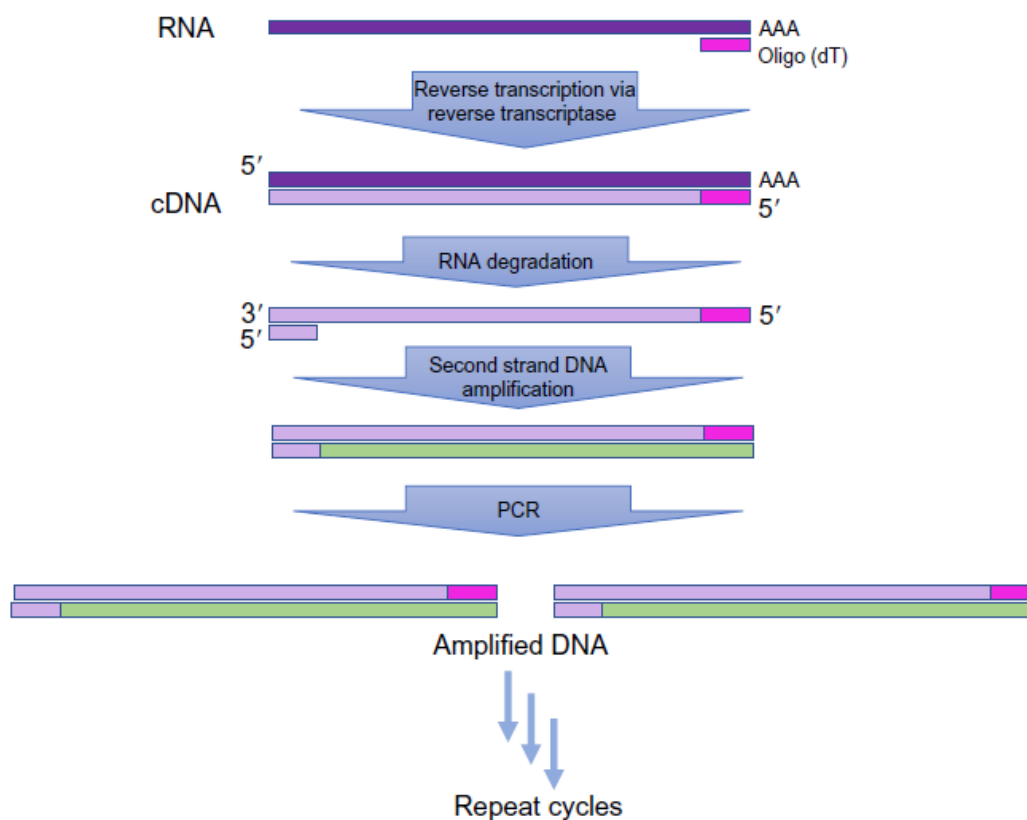 RNA
AAA
Oligo (dT)
Reverse transcription via
reverse transcriptase
5′
AAA
cDNA
5′
RNA degradation
3′
5′
5′
Second strand DNA
amplification
PCR
Amplified DNA
Repeat cycles